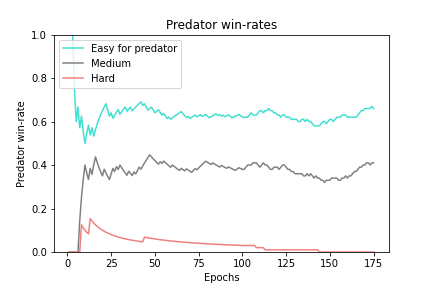 Predator win-rates
1.0
0.8
0.6
0.4
0.2
0.0
Predator win-rate
Easy for predator
Medium
Hard
0 25 50 75 100 125 150 175
Epochs